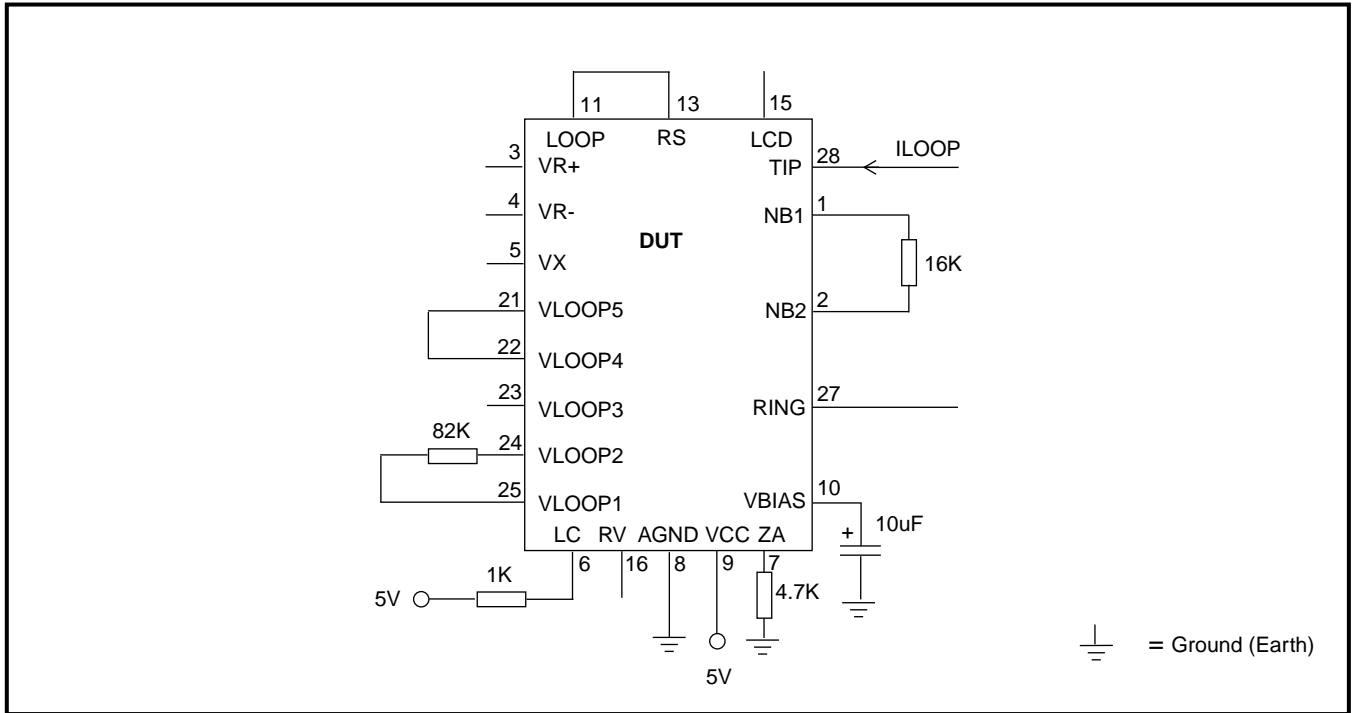 11 13 15
LOOP RS LCD
3 VR+
TIP 28 ILOOP
4 VR-
NB1 1
DUT
5 VX
16K
21 VLOOP5
NB2 2
22 VLOOP4
23 VLOOP3
RING 27
82K
24 VLOOP2
25 VLOOP1
VBIAS 10
+ 10uF
LC RV AGND VCC ZA
6 16 8 9 7
1K
5V
4.7K
5V
= Ground (Earth)